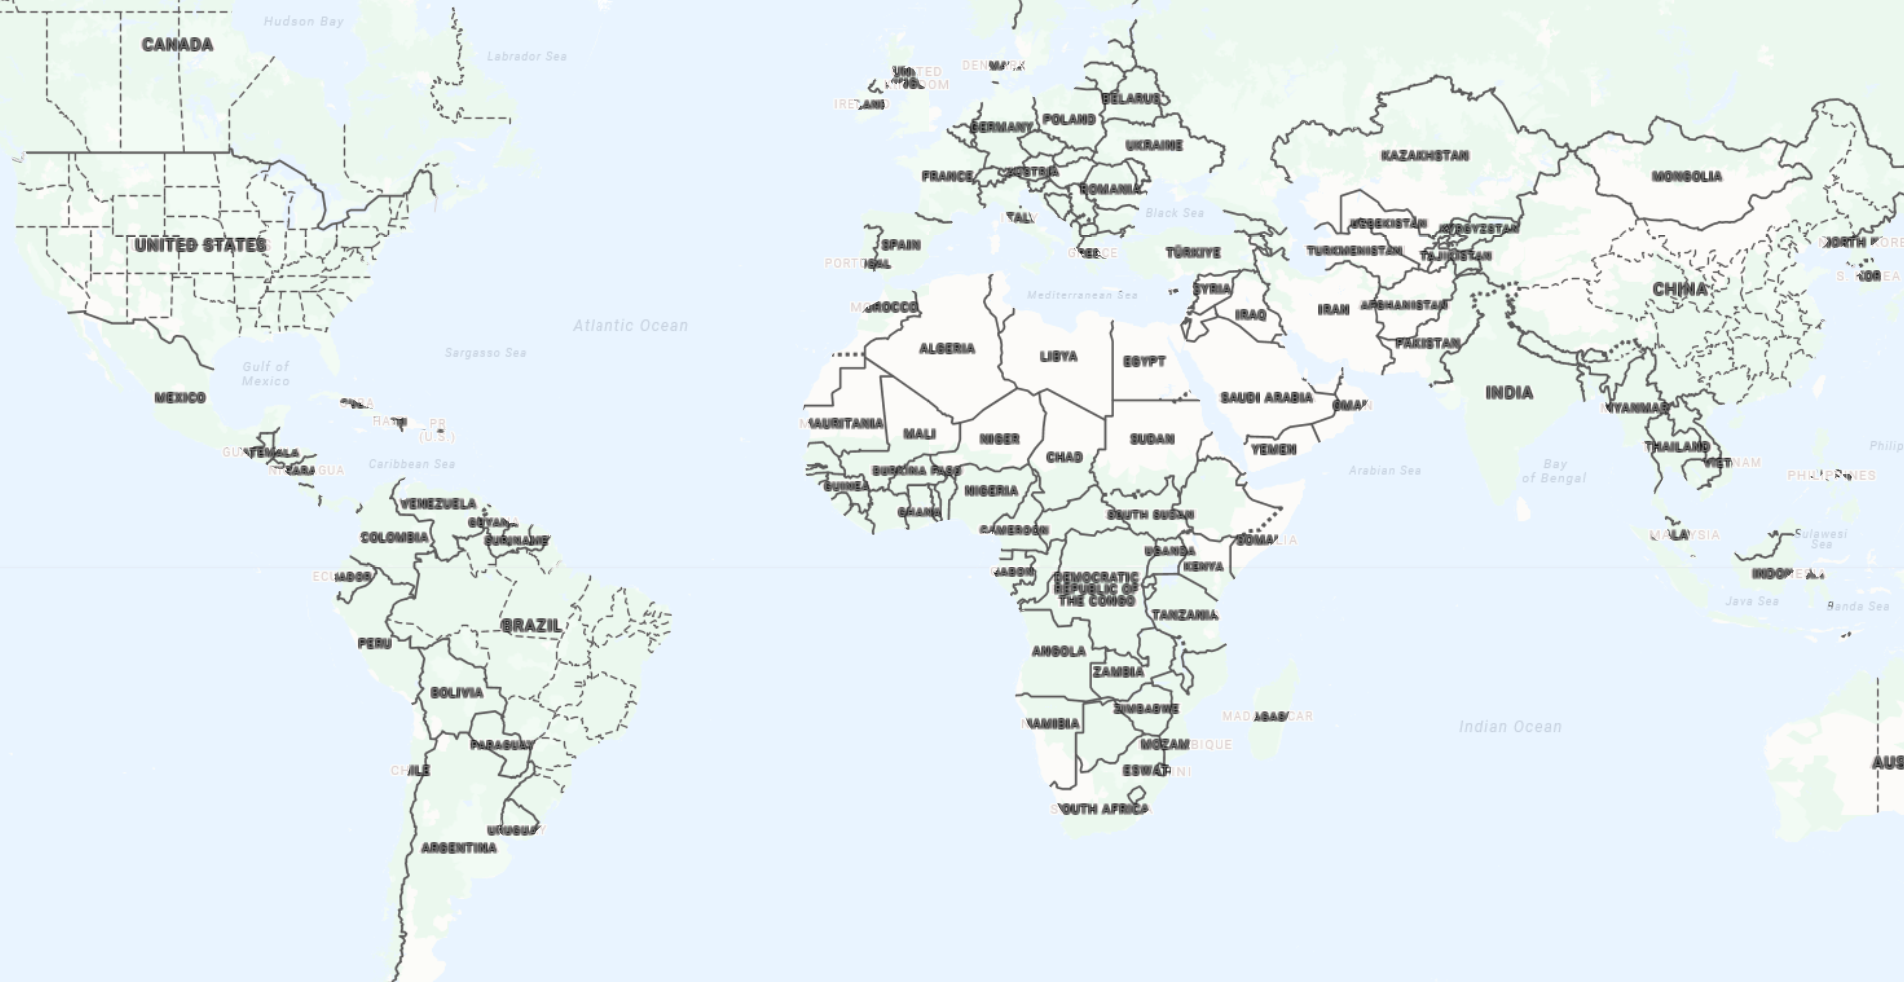 Hudson Bay
CANADA
Labrador Sea
UNITED KINGDOM
DENMARK
IRELAND
BELARUS
POLAND
GERMANY
UKRAINE
KAZAKHSTAN
FRANCE
AUSTRIA
ROMANIA
MONGOLIA
ITALY
Black Sea
UZBEKISTAN
KYRGYZSTAN
UNITED STATES
SPAIN
PORTUGAL
GREECE
TÜRKIYE
TURKMENISTAN
TAJIKISTAN
NORTH KORE
S. KOREA
CHINA
Mediterranean Sea
SYRIA
IRAQ
IRAN
AFGHANISTAN
MOROCCO
Atlantic Ocean
PAKISTAN
Sargasso Sea
ALGERIA
LIBYA
EGYPT
Gulf of
Mexico
MEXICO
SAUDI ARABIA
OMAN
INDIA
CUBA
HAITI
PR
(U.S.)
MAURITANIA
MALI
NIGER
CHAD
SUDAN
YEMEN
MYANMAR
THAILAND
VIETNAM
Philip
GUATEMALA
NICARAGUA
Caribbean Sea
BURKINA FASO
Arabian Sea
Bay
of Bengal
PHILIPPINES
GUINEA
GHANA
NIGERIA
VENEZUELA
GUYANA
SURINAME
COLOMBIA
CAMEROON
SOUTH SUDAN
SOMALIA
MALAYSIA
Sulawesi
Sea
ECUADOR
GABON
UGANDA
KENYA
DEMOCRATIC
REPUBLIC OF
THE CONGO
INDONESIA
Java Sea
Banda Sea
BRAZIL
PERU
TANZANIA
ANGOLA
ZAMBIA
BOLIVIA
ZIMBABWE
NAMIBIA
MADAGASCAR
Indian Ocean
PARAGUAY
MOZAMBIQUE
CHILE
ESWATINI
AUS
SOUTH AFRICA
URUGUAY
ARGENTINA